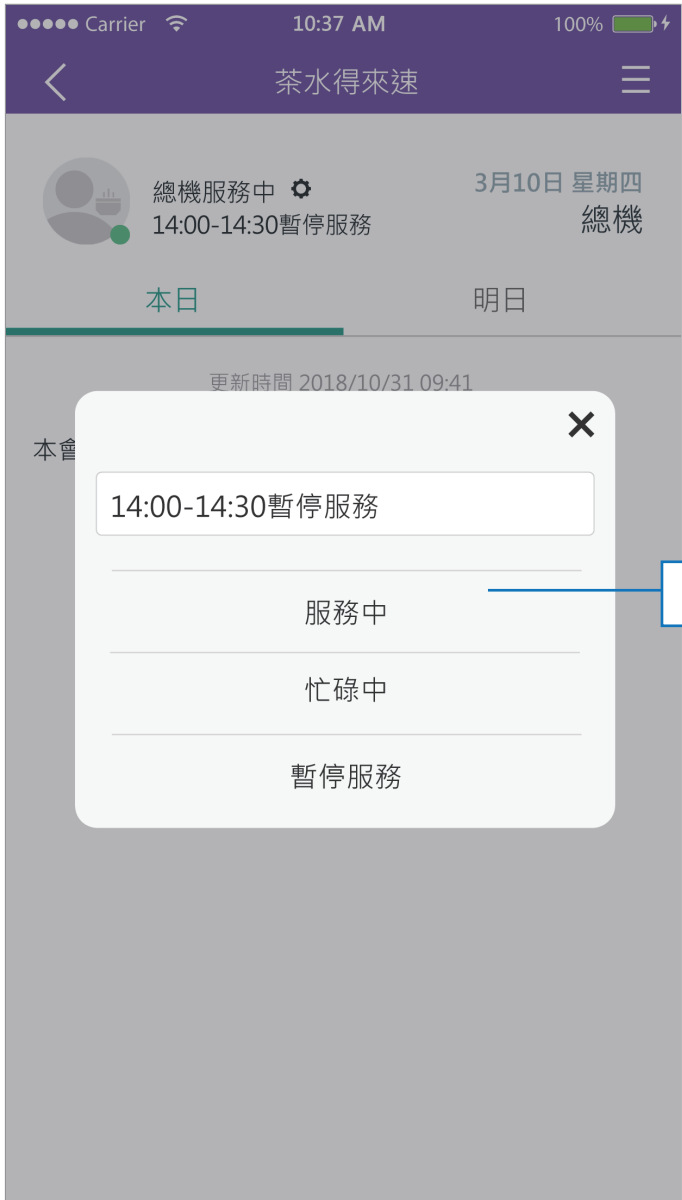 Carrier 10:37 AM 100%
茶水得來速
總機服務中
14:00-14:30暫停服務
3月10日 星期四
總機
本日 明日
更新時間 2018/10/31 09:41
本會
14:00-14:30暫停服務
服務中
忙碌中
暫停服務